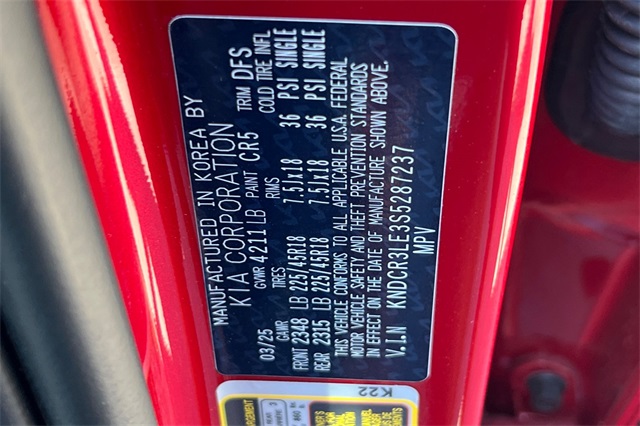 MANUFACTURED IN KOREA BY
KIA CORPORATION
GVWR 4211LB PAINT CR5 TRIM DFS
03/25 GAWR TIRES RIMS COLD TIRE INFL
FRONT 2348 LB 225/45R18 7.5Jx18 36 PSI SINGLE
REAR 2315 LB 225/45R18 7.5Jx18 36 PSI SINGLE
THIS VEHICLE CONFORMS TO ALL APPLICABLE U.S.A. FEDERAL
MOTOR VEHICLE SAFETY AND THEFT PREVENTION STANDARDS
IN EFFECT ON THE DATE OF MANUFACTURE SHOWN ABOVE.
V.I.N KNDCR3LE3S5287237
MPV
K22